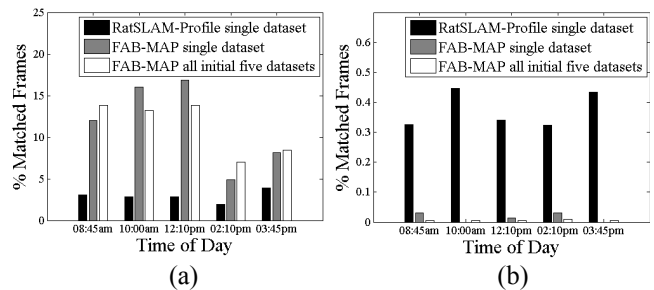 25
20
15
10
5
0
% Matched Frames
RatSLAM-Profile single dataset
FAB-MAP single dataset
FAB-MAP all initial five datasets
08:45am 10:00am 12:10pm 02:10pm 03:45pm
Time of Day
(a)
0.6
0.4
0.3
0.2
0.1
0
% Matched Frames
RatSLAM-Profile single dataset
FAB-MAP single dataset
FAB-MAP all initial five datasets
08:45am 10:00am 12:10pm 02:10pm 03:45pm
Time of Day
(b)